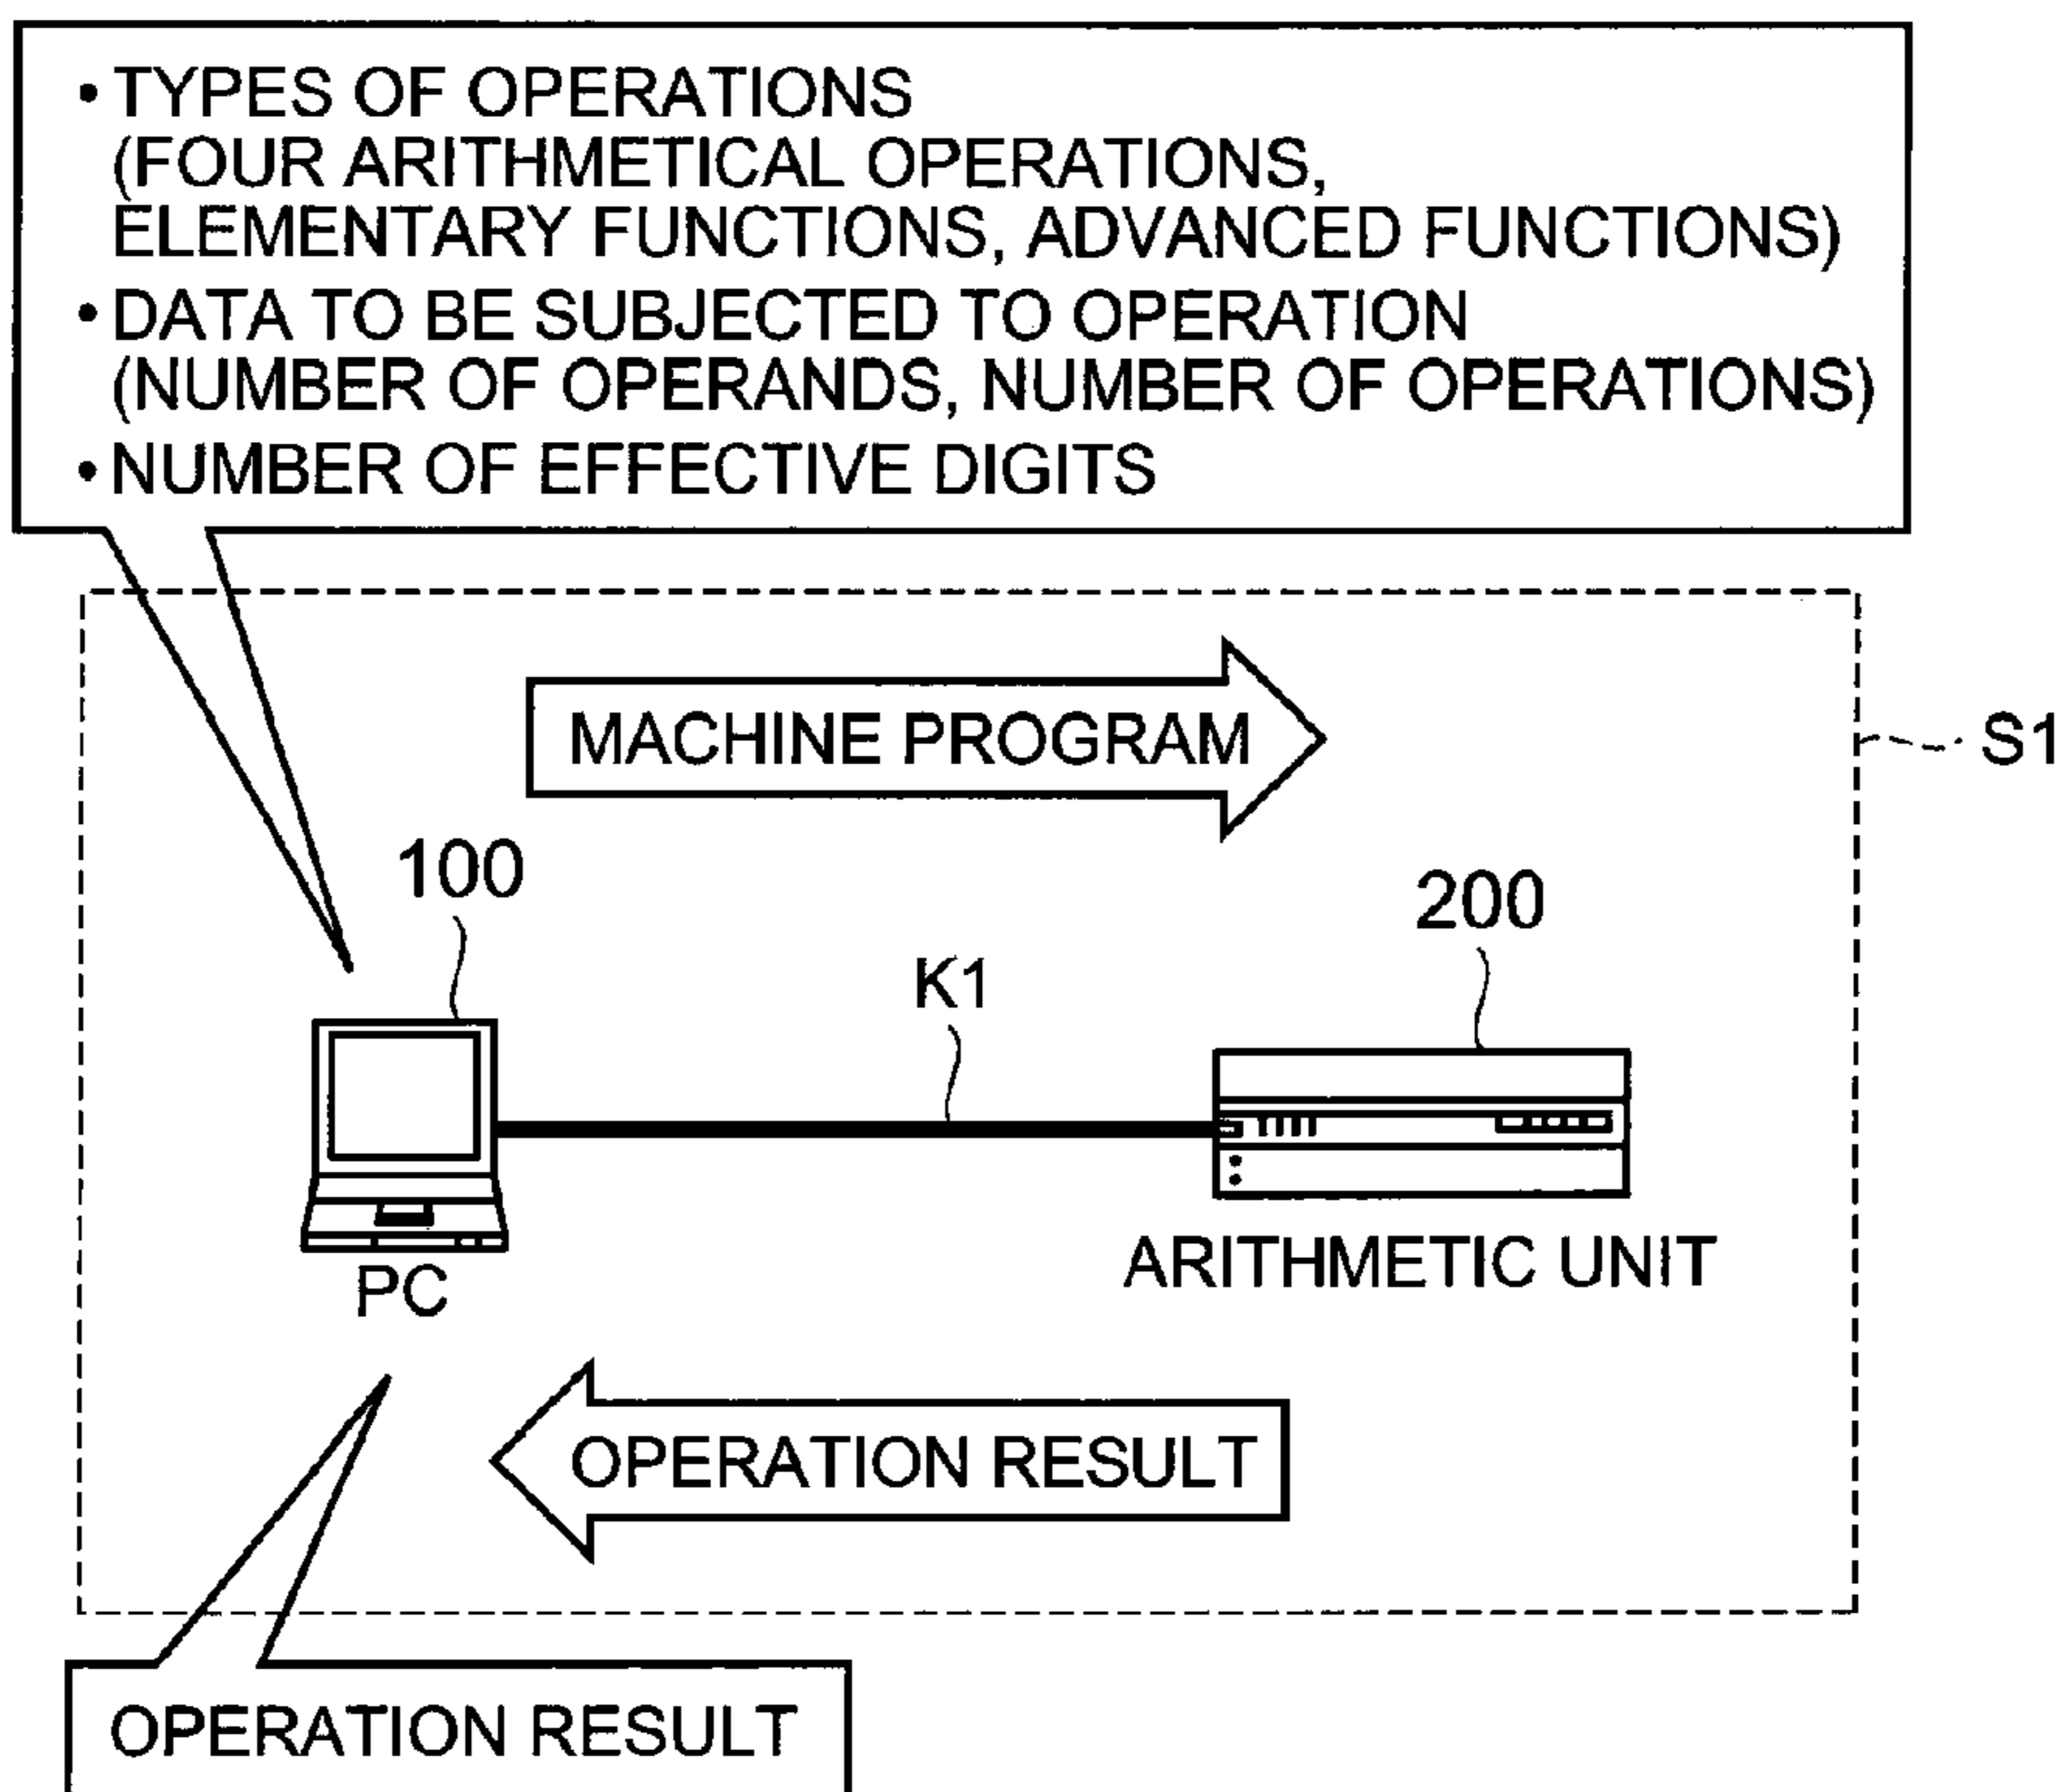 • TYPES OF OPERATIONS
(FOUR ARITHMETICAL OPERATIONS,
ELEMENTARY FUNCTIONS, ADVANCED FUNCTIONS)
• DATA TO BE SUBJECTED TO OPERATION
(NUMBER OF OPERANDS, NUMBER OF OPERATIONS)
• NUMBER OF EFFECTIVE DIGITS
MACHINE PROGRAM
S1
100
200
K1
ARITHMETIC UNIT
PC
OPERATION RESULT
OPERATION RESULT